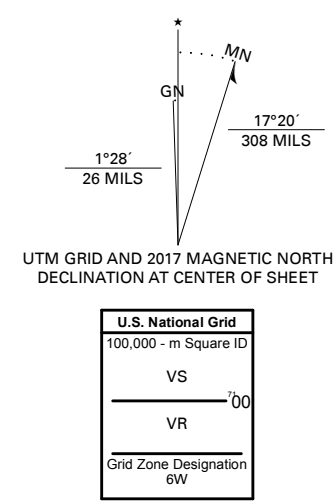 ★
MN
GN
17°20´
308 MILS
1°28´
26 MILS
UTM GRID AND 2017 MAGNETIC NORTH
DECLINATION AT CENTER OF SHEET
U.S. National Grid
100,000 - m Square ID
VS
7100
VR
Grid Zone Designation
6W